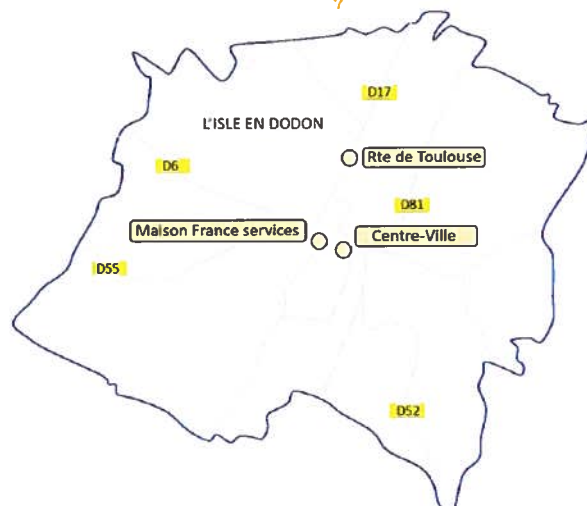 D17
L'ISLE EN DODON
Rte de Toulouse
D6
D81
Maison France services
Centre-Ville
D55
D52